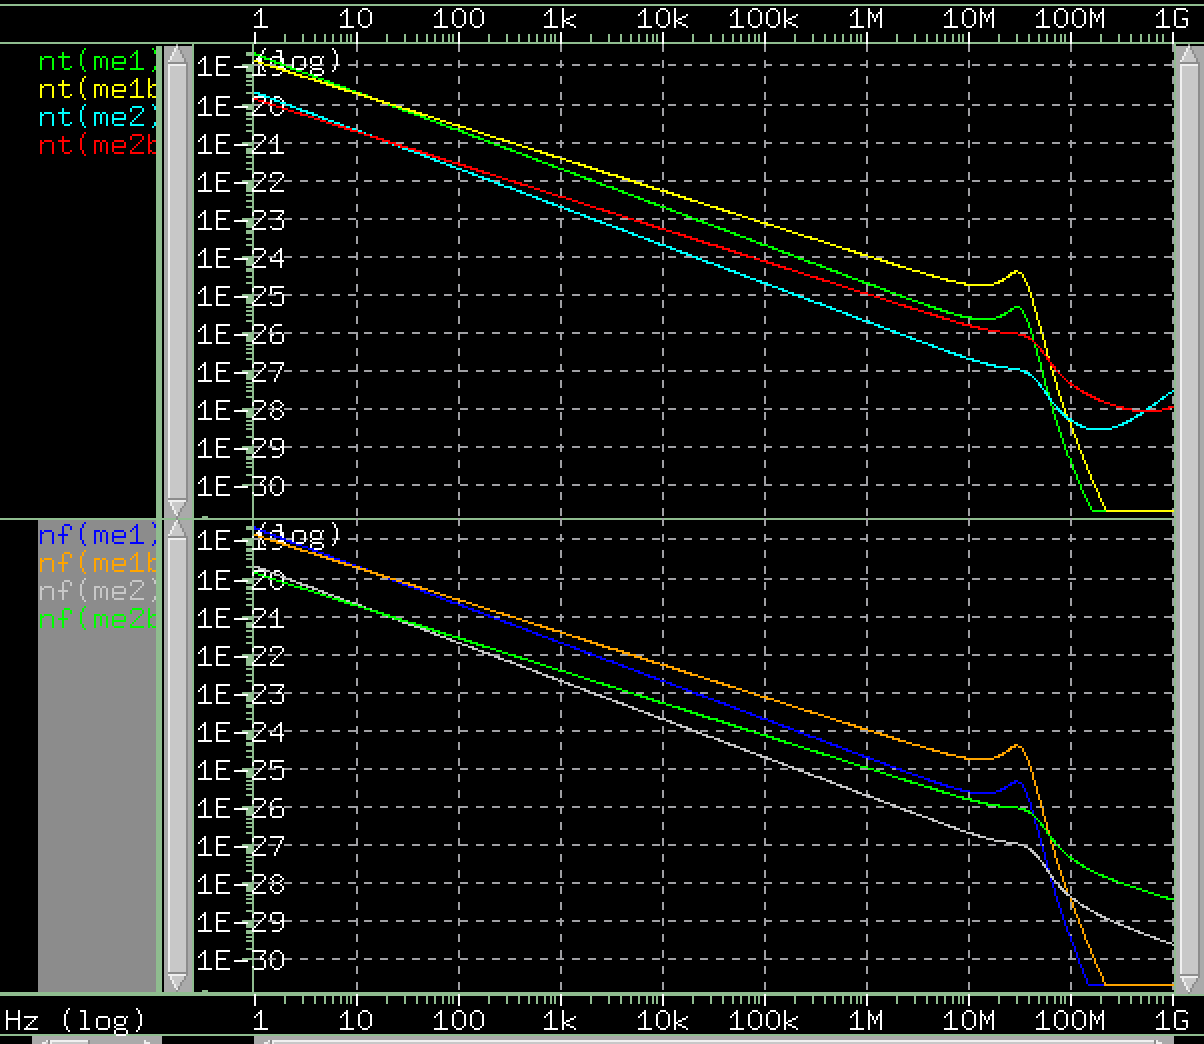 1 10 100 1k 10k 100k 1M 10M 100M 1G
nt(me1)
nt(me1b
nt(me2)
nt(me2b
(log)
1E-19
1E-20
1E-21
1E-22
1E-23
1E-24
1E-25
1E-26
1E-27
1E-28
1E-29
1E-30
nf(me1)
nf(me1b
nf(me2)
nf(me2b
(log)
1E-19
1E-20
1E-21
1E-22
1E-23
1E-24
1E-25
1E-26
1E-27
1E-28
1E-29
1E-30
Hz (log) 1 10 100 1k 10k 100k 1M 10M 100M 1G